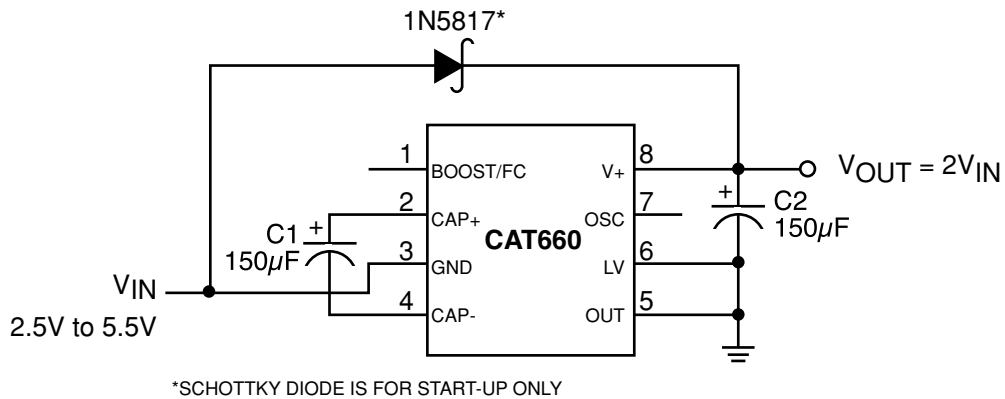 1N5817*
1 BOOST/FC V+ 8
VOUT = 2VIN
2 CAP+ OSC 7
+ C1 150µF
CAT660
+ C2 150µF
3 GND LV 6
VIN
2.5V to 5.5V
4 CAP- OUT 5
*SCHOTTKY DIODE IS FOR START-UP ONLY